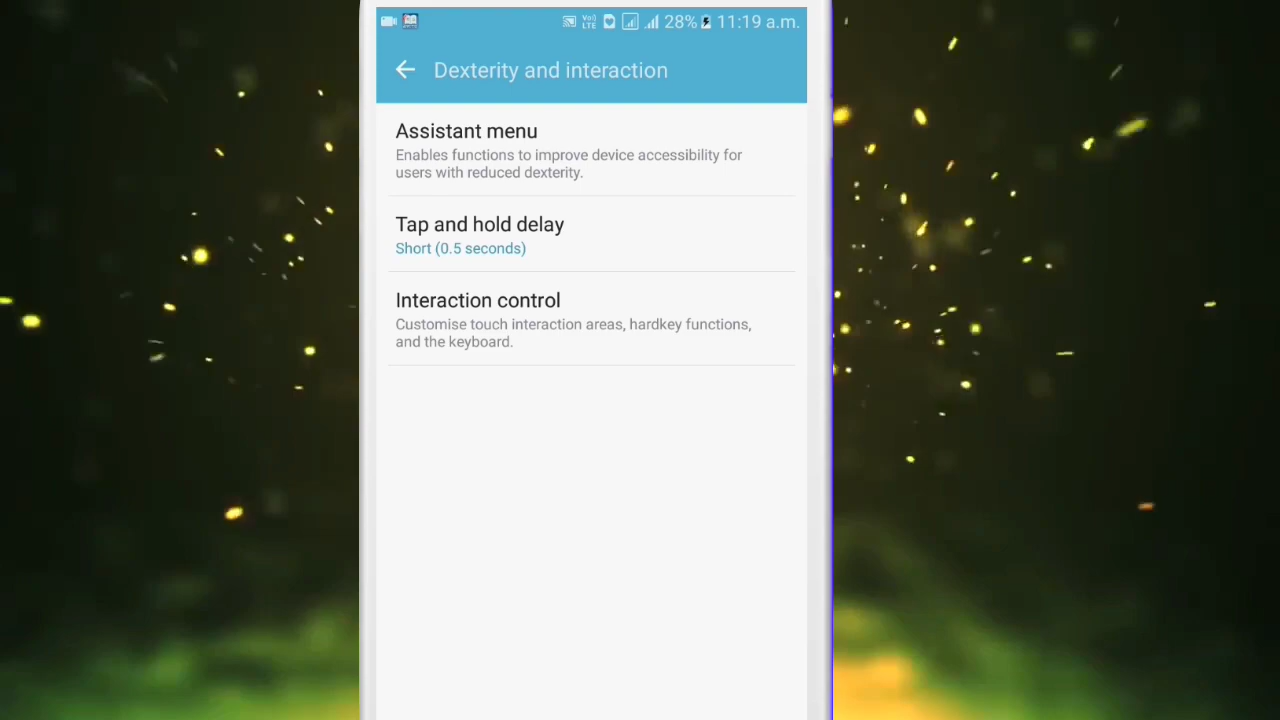 Vo) LTE 28% 11:19 a.m.
Dexterity and interaction
Assistant menu
Enables functions to improve device accessibility for
users with reduced dexterity.
Tap and hold delay
Short (0.5 seconds)
Interaction control
Customise touch interaction areas, hardkey functions,
and the keyboard.